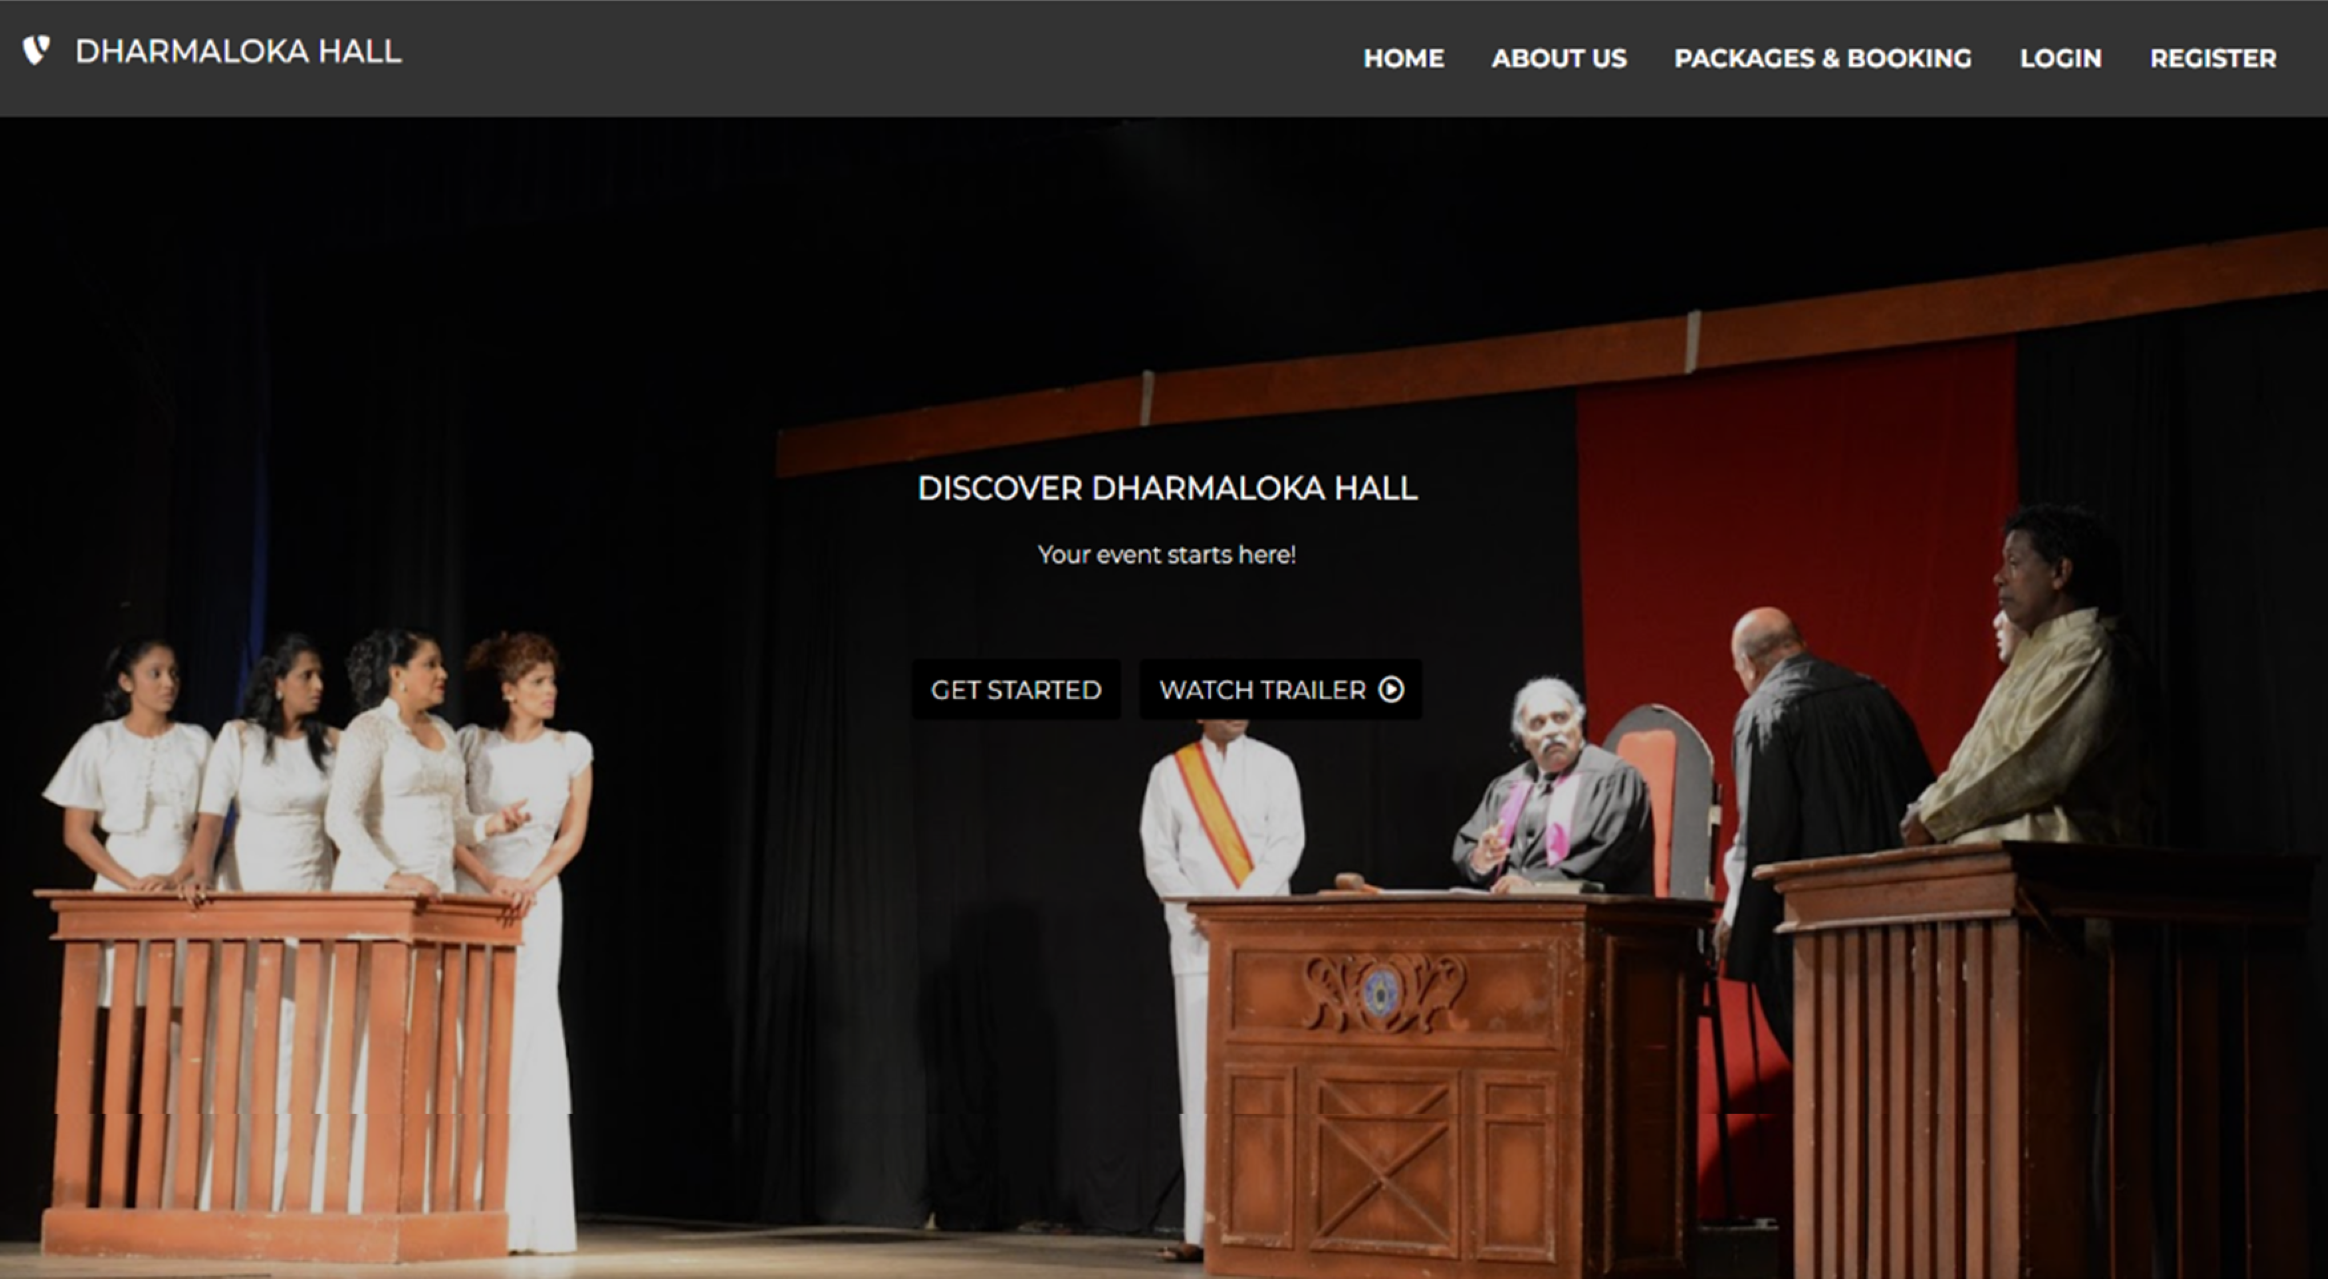 DHARMALOKA HALL
HOME ABOUT US PACKAGES & BOOKING LOGIN REGISTER
DISCOVER DHARMALOKA HALL
Your event starts here!
GET STARTED WATCH TRAILER